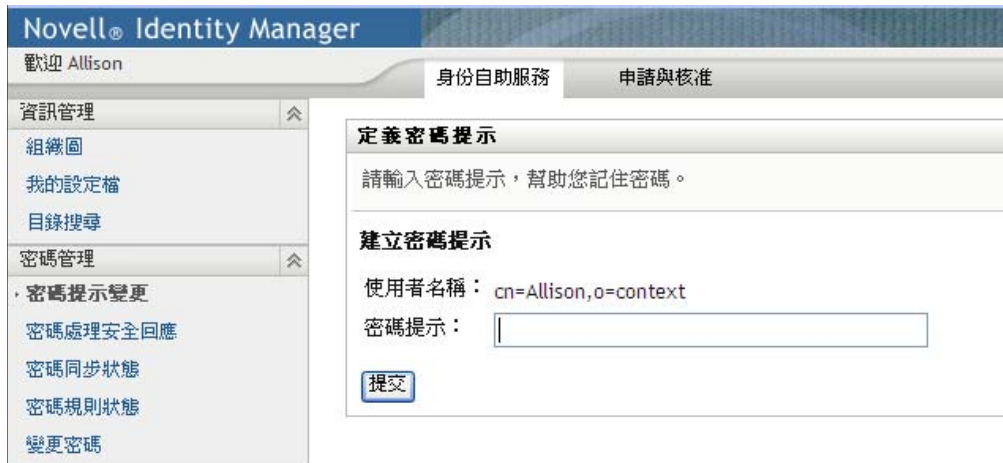 Novell® Identity Manager
歡迎 Allison
身份自助服務
申請與核准
資訊管理
組織圖
我的設定檔
目錄搜尋
密碼管理
密碼提示變更
密碼處理安全回應
密碼同步狀態
密碼規則狀態
變更密碼
定義密碼提示
請輸入密碼提示，幫助您記住密碼。
建立密碼提示
使用者名稱： cn=Allison,o=context
密碼提示：
提交